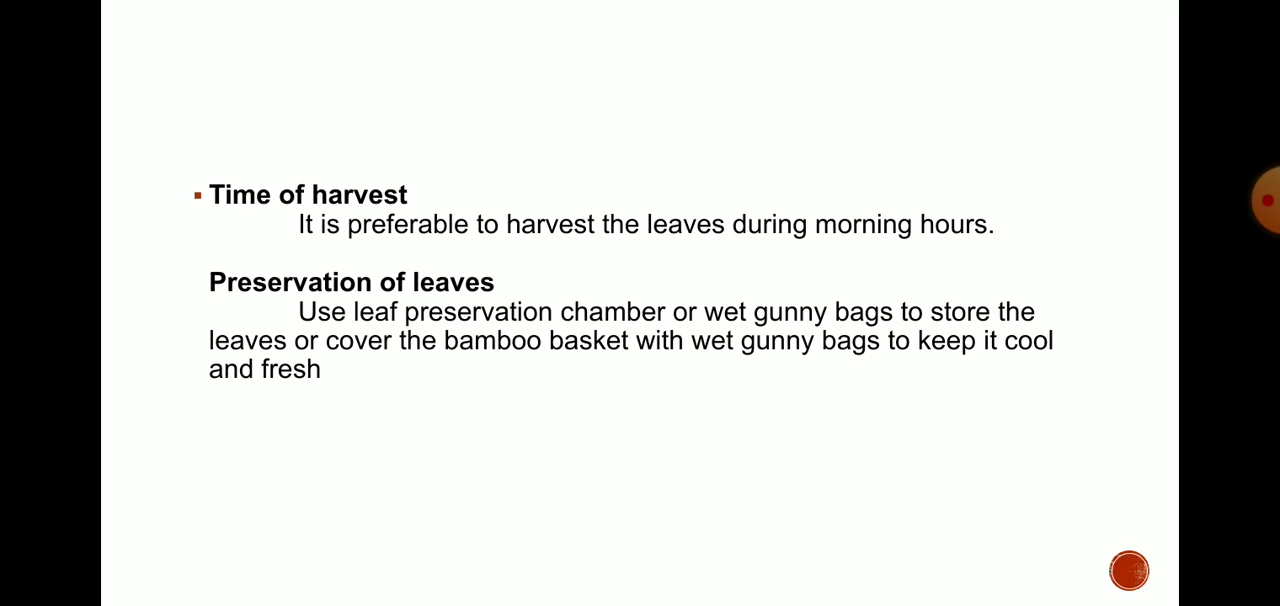 ▪ Time of harvest
It is preferable to harvest the leaves during morning hours.
Preservation of leaves
Use leaf preservation chamber or wet gunny bags to store the
leaves or cover the bamboo basket with wet gunny bags to keep it cool
and fresh